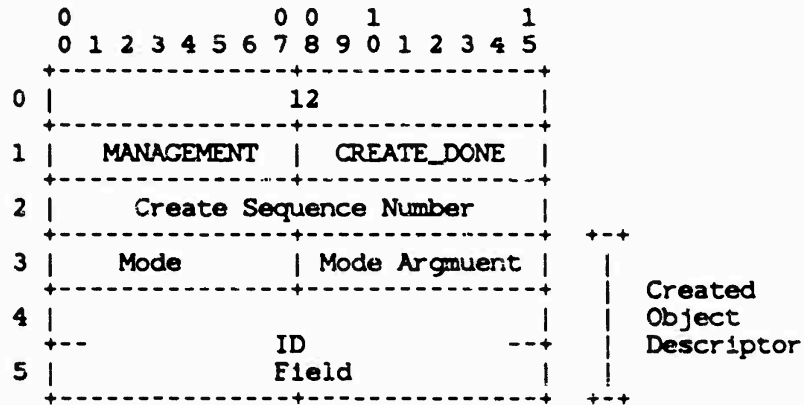 0 0 0 1 1
0 1 2 3 4 5 6 7 8 9 0 1 2 3 4 5
0 12
1 MANAGEMENT CREATE_DONE
2 Create Sequence Number
3 Mode Mode Argmuent
Created
4 Object
ID Descriptor
5 Field